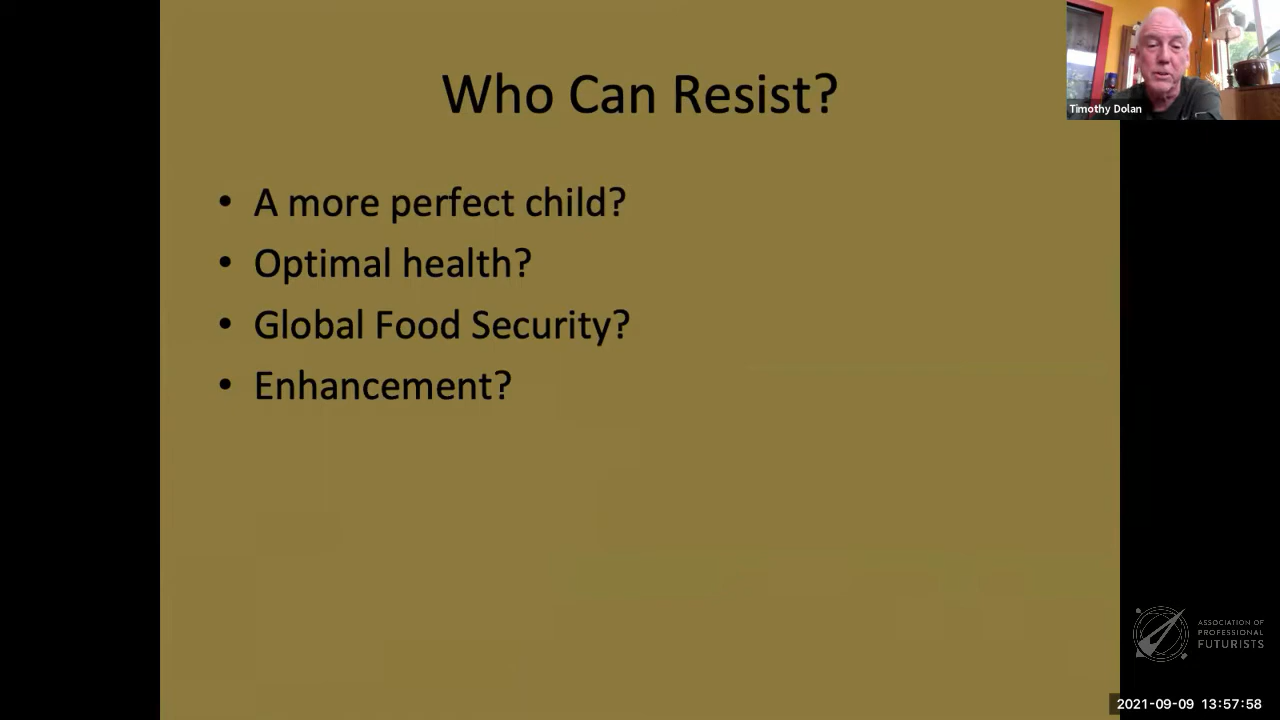 Who Can Resist?
Timothy Dolan
• A more perfect child?
• Optimal health?
• Global Food Security?
• Enhancement?
ASSOCIATION OF
PROFESSIONAL
FUTURISTS
2021-09-09 13:57:58